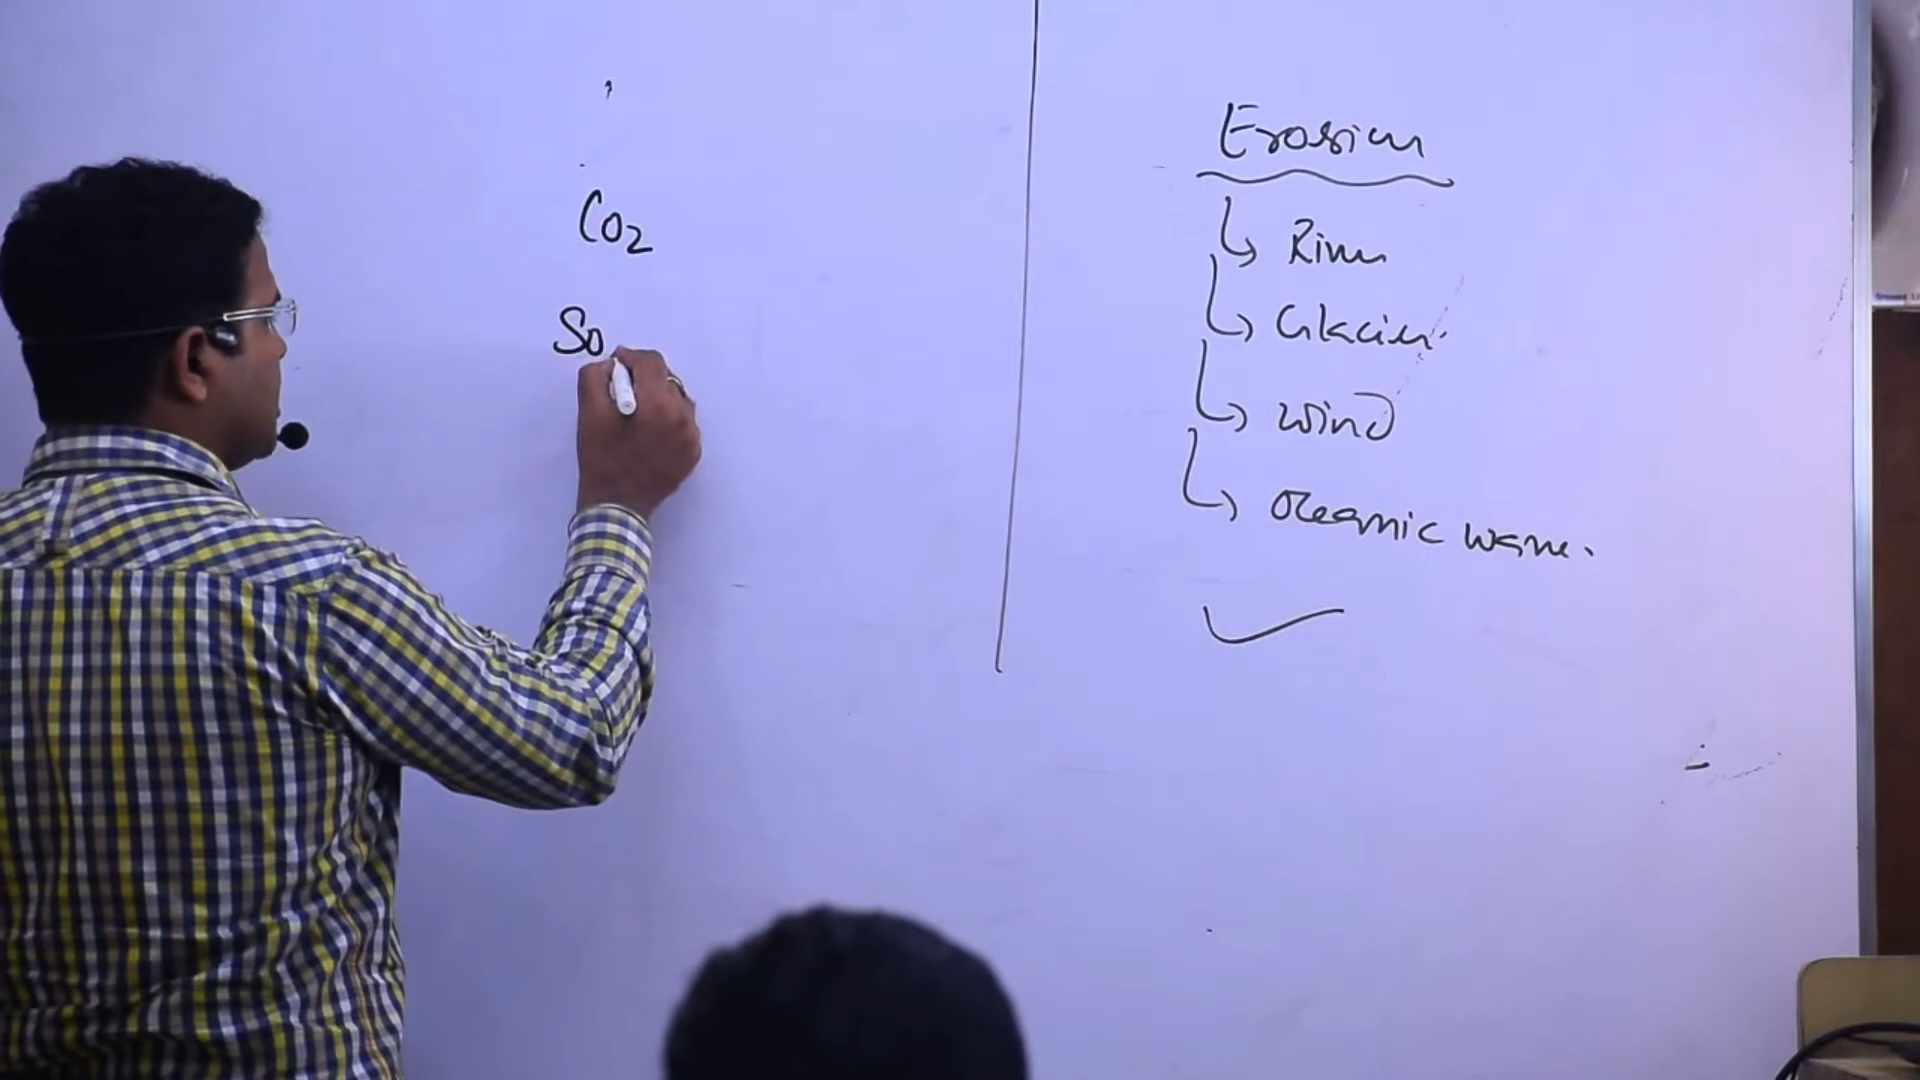 CO2
SO
Erosion
River
Glacier
wind
Oceanic wave.